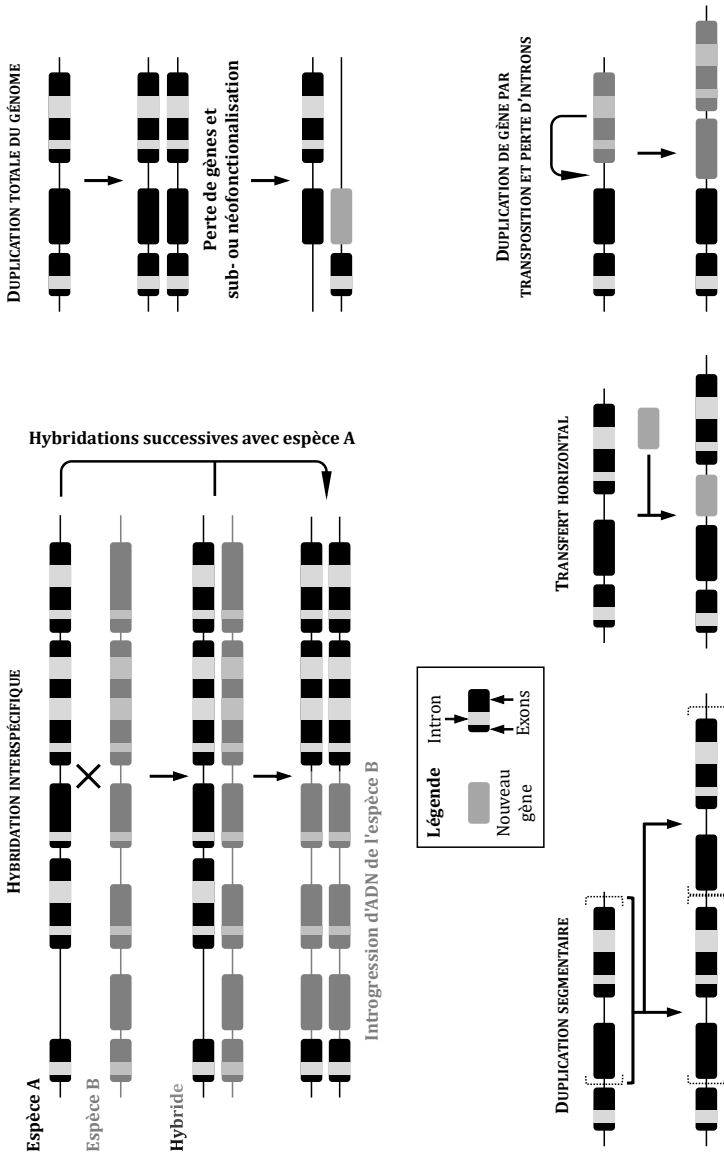 HYBRIDATION INTERSPÉCIFIQUE
Espèce A
Espèce B
Hybride
Hybridations successives avec espèce A
Introgression d'ADN de l'espèce B
DUPLICATION TOTALE DU GÉNOME
Perte de gènes et
sub- ou néofonctionalisation
DUPLICATION SEGMENTAIRE
Légende
Nouveau
gène
Intron
Exons
TRANSFERT HORIZONTAL
DUPLICATION DE GÈNE PAR
TRANSPOSITION ET PERTE D'INTRONS